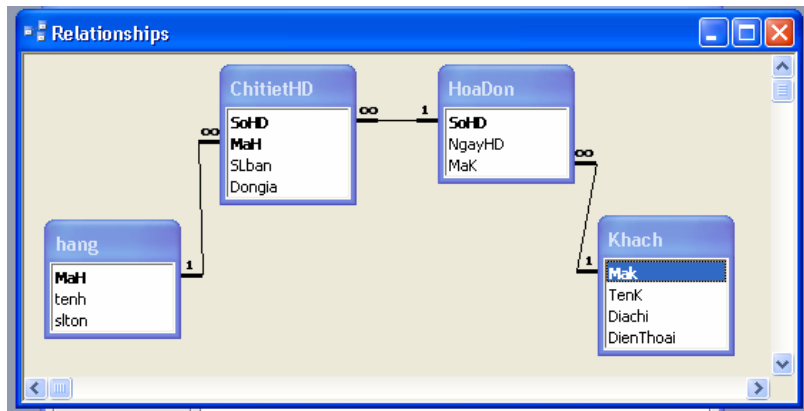 Relationships
ChitietHD
SoHD
MaH
SLban
Dongia
HoaDon
SoHD
NgayHD
MaK
hang
MaH
tenh
slton
Khach
Mak
TenK
Diachi
DienThoai
∞
1
∞
1
∞
1